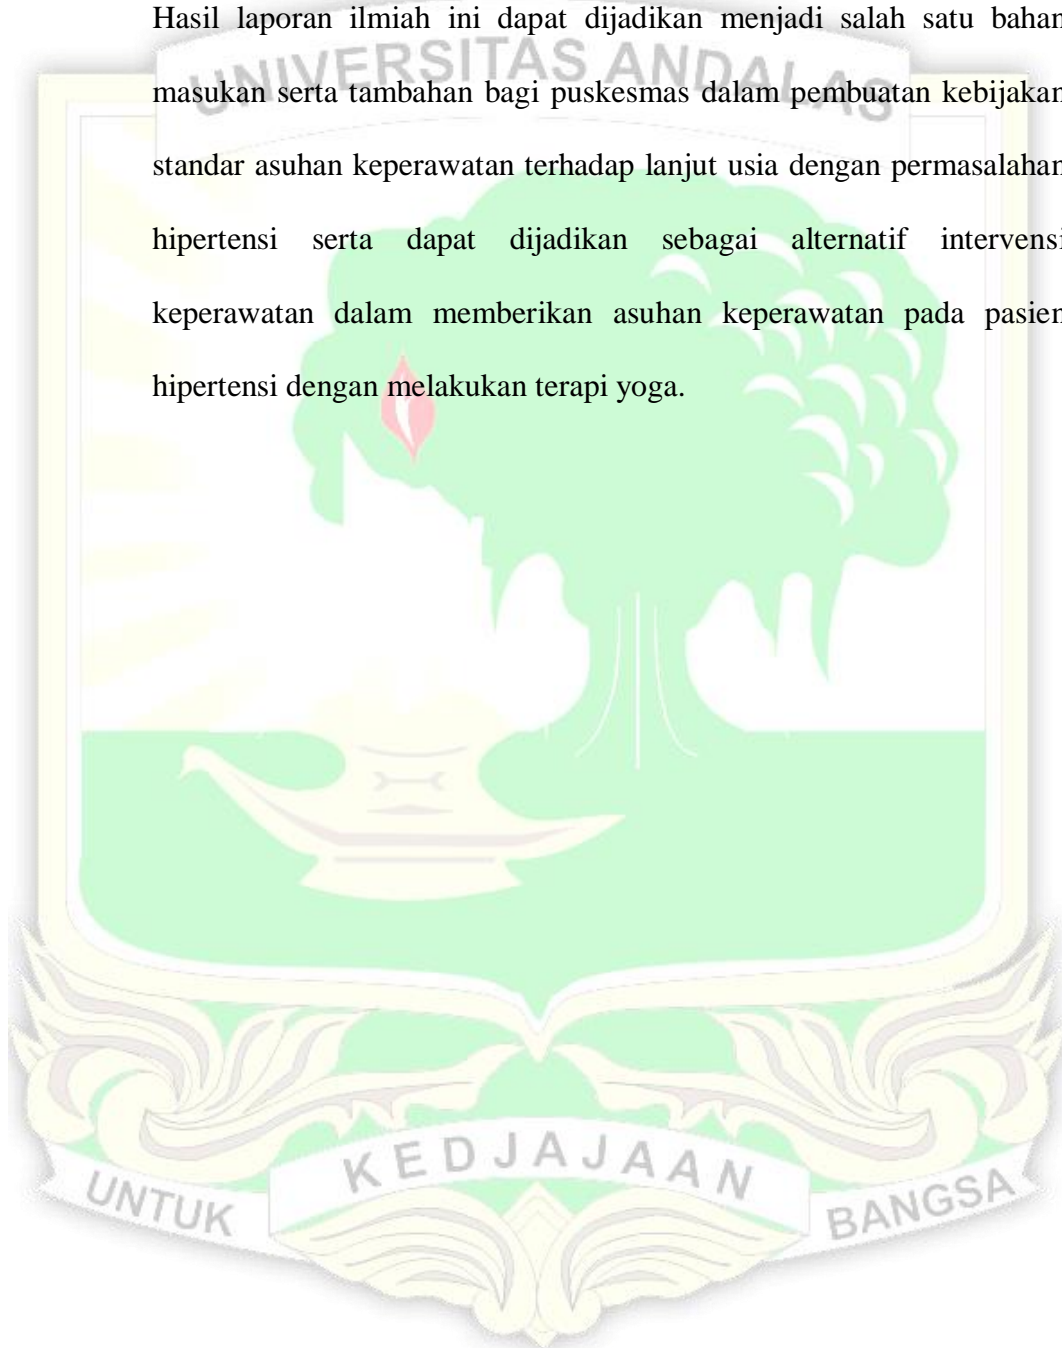 Hasil laporan ilmiah ini dapat dijadikan menjadi salah satu bahan
UNIVERSITAS ANDALAS
masukan serta tambahan bagi puskesmas dalam pembuatan kebijakan
standar asuhan keperawatan terhadap lanjut usia dengan permasalahan
hipertensi serta dapat dijadikan sebagai alternatif intervensi
keperawatan dalam memberikan asuhan keperawatan pada pasien
hipertensi dengan melakukan terapi yoga.
UNTUK KEDJAJAAN BANGSA